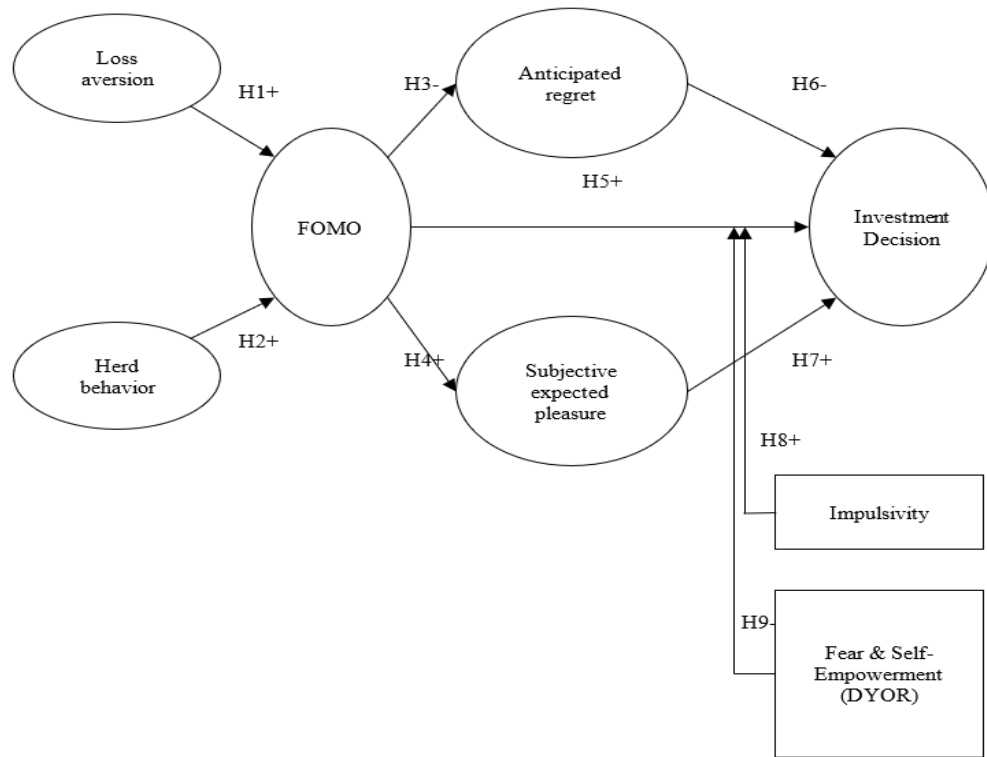 Loss
aversion
H1+
H3-
Anticipated
regret
H6-
H5+
FOMO
Investment
Decision
Herd
behavior
H2+
H4+
Subjective
expected
pleasure
H7+
H8+
Impulsivity
H9-
Fear & Self-
Empowerment
(DYOR)